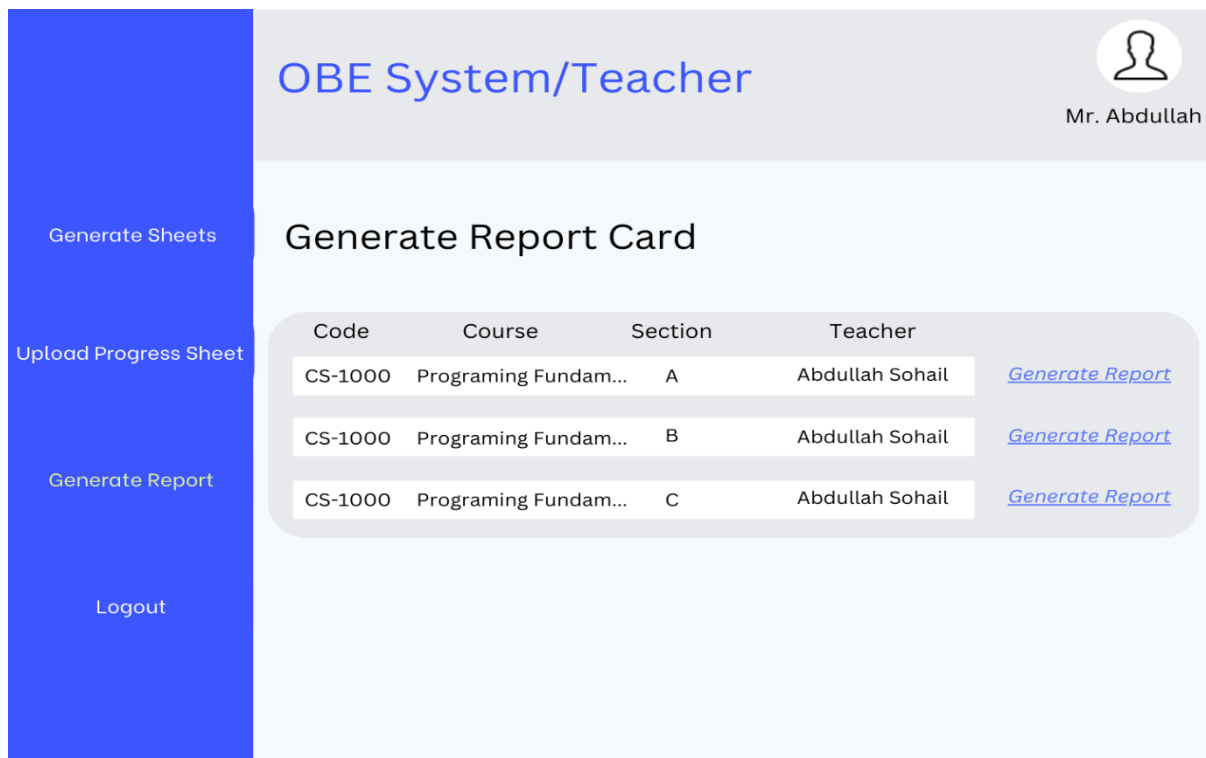 OBE System/Teacher
Mr. Abdullah
Generate Sheets
Upload Progress Sheet
Generate Report
Logout
Generate Report Card
Code Course Section Teacher
CS-1000 Programing Fundam... A Abdullah Sohail Generate Report
CS-1000 Programing Fundam... B Abdullah Sohail Generate Report
CS-1000 Programing Fundam... C Abdullah Sohail Generate Report